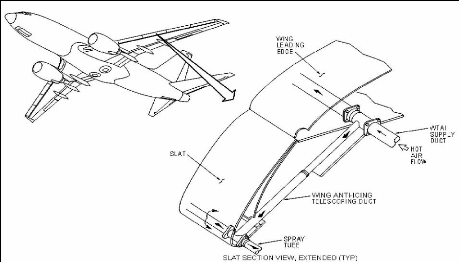 WING
LEADING
EDGE
WTAI
SUPPLY
DUCT
HOT
AIR
FLOW
SLAT
WING ANTI-ICING
TELESCOPING DUCT
SPRAY
TUBE
SLAT SECTION VIEW, EXTENDED (TYP)